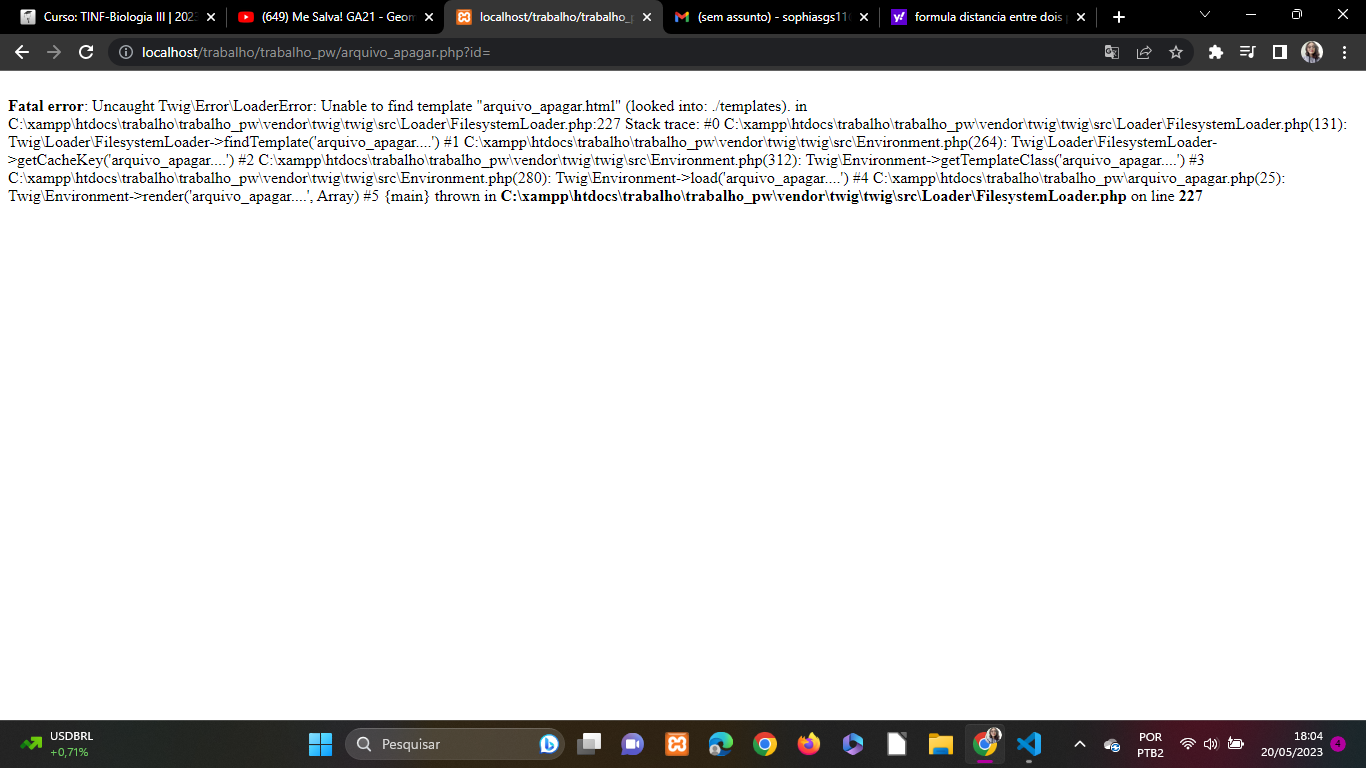 Curso: TINF-Biologia III | 202
(649) Me Salva! GA21 - Geom
localhost/trabalho/trabalho_p
(sem assunto) - sophiasgs11
formula distancia entre dois p
localhost/trabalho/trabalho_pw/arquivo_apagar.php?id=
Fatal error: Uncaught Twig\Error\LoaderError: Unable to find template "arquivo_apagar.html" (looked into: ./templates). in
C:\xampp\htdocs\trabalho\trabalho_pw\vendor\twig\twig\src\Loader\FilesystemLoader.php:227 Stack trace: #0 C:\xampp\htdocs\trabalho\trabalho_pw\vendor\twig\twig\src\Loader\FilesystemLoader.php(131):
Twig\Loader\FilesystemLoader->findTemplate('arquivo_apagar....') #1 C:\xampp\htdocs\trabalho\trabalho_pw\vendor\twig\twig\src\Environment.php(264): Twig\Loader\FilesystemLoader-
>getCacheKey('arquivo_apagar....') #2 C:\xampp\htdocs\trabalho\trabalho_pw\vendor\twig\twig\src\Environment.php(312): Twig\Environment->getTemplateClass('arquivo_apagar....') #3
C:\xampp\htdocs\trabalho\trabalho_pw\vendor\twig\twig\src\Environment.php(280): Twig\Environment->load('arquivo_apagar....') #4 C:\xampp\htdocs\trabalho\trabalho_pw\arquivo_apagar.php(25):
Twig\Environment->render('arquivo_apagar....', Array) #5 {main} thrown in C:\xampp\htdocs\trabalho\trabalho_pw\vendor\twig\twig\src\Loader\FilesystemLoader.php on line 227
USDBRL
+0,71%
Pesquisar
POR
PTB2
18:04
20/05/2023
4